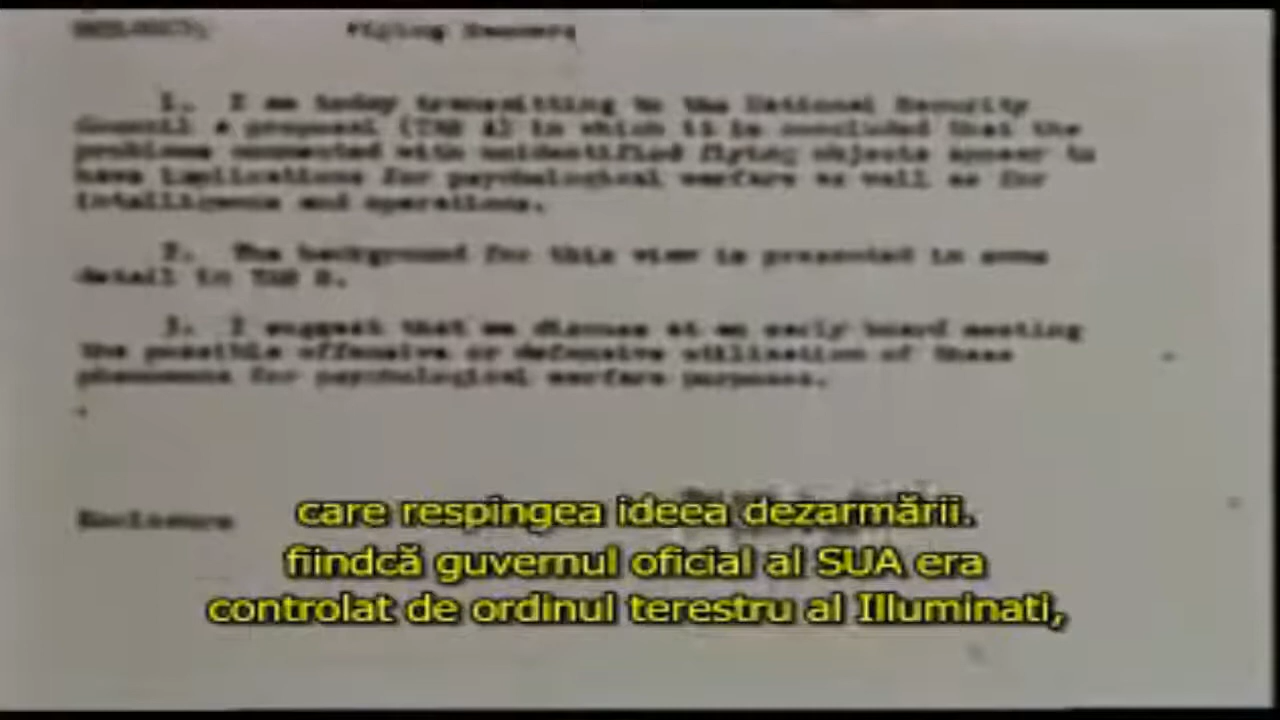 Flying Saucers
1. I am today transmitting to the National Security
Council a proposal (TAB A) in which it is concluded that the
problems connected with unidentified flying objects appear to
have implications for psychological warfare as well as for
intelligence and operations.
2. The background for this view is presented in some
detail in TAB B.
3. I suggest that we discuss at an early board meeting
the possible offensive or defensive utilization of these
phenomena for psychological warfare purposes.
Enclosure
care respingea ideea dezarmării.
fiindcă guvernul oficial al SUA era
controlat de ordinul terestru al Illuminati,